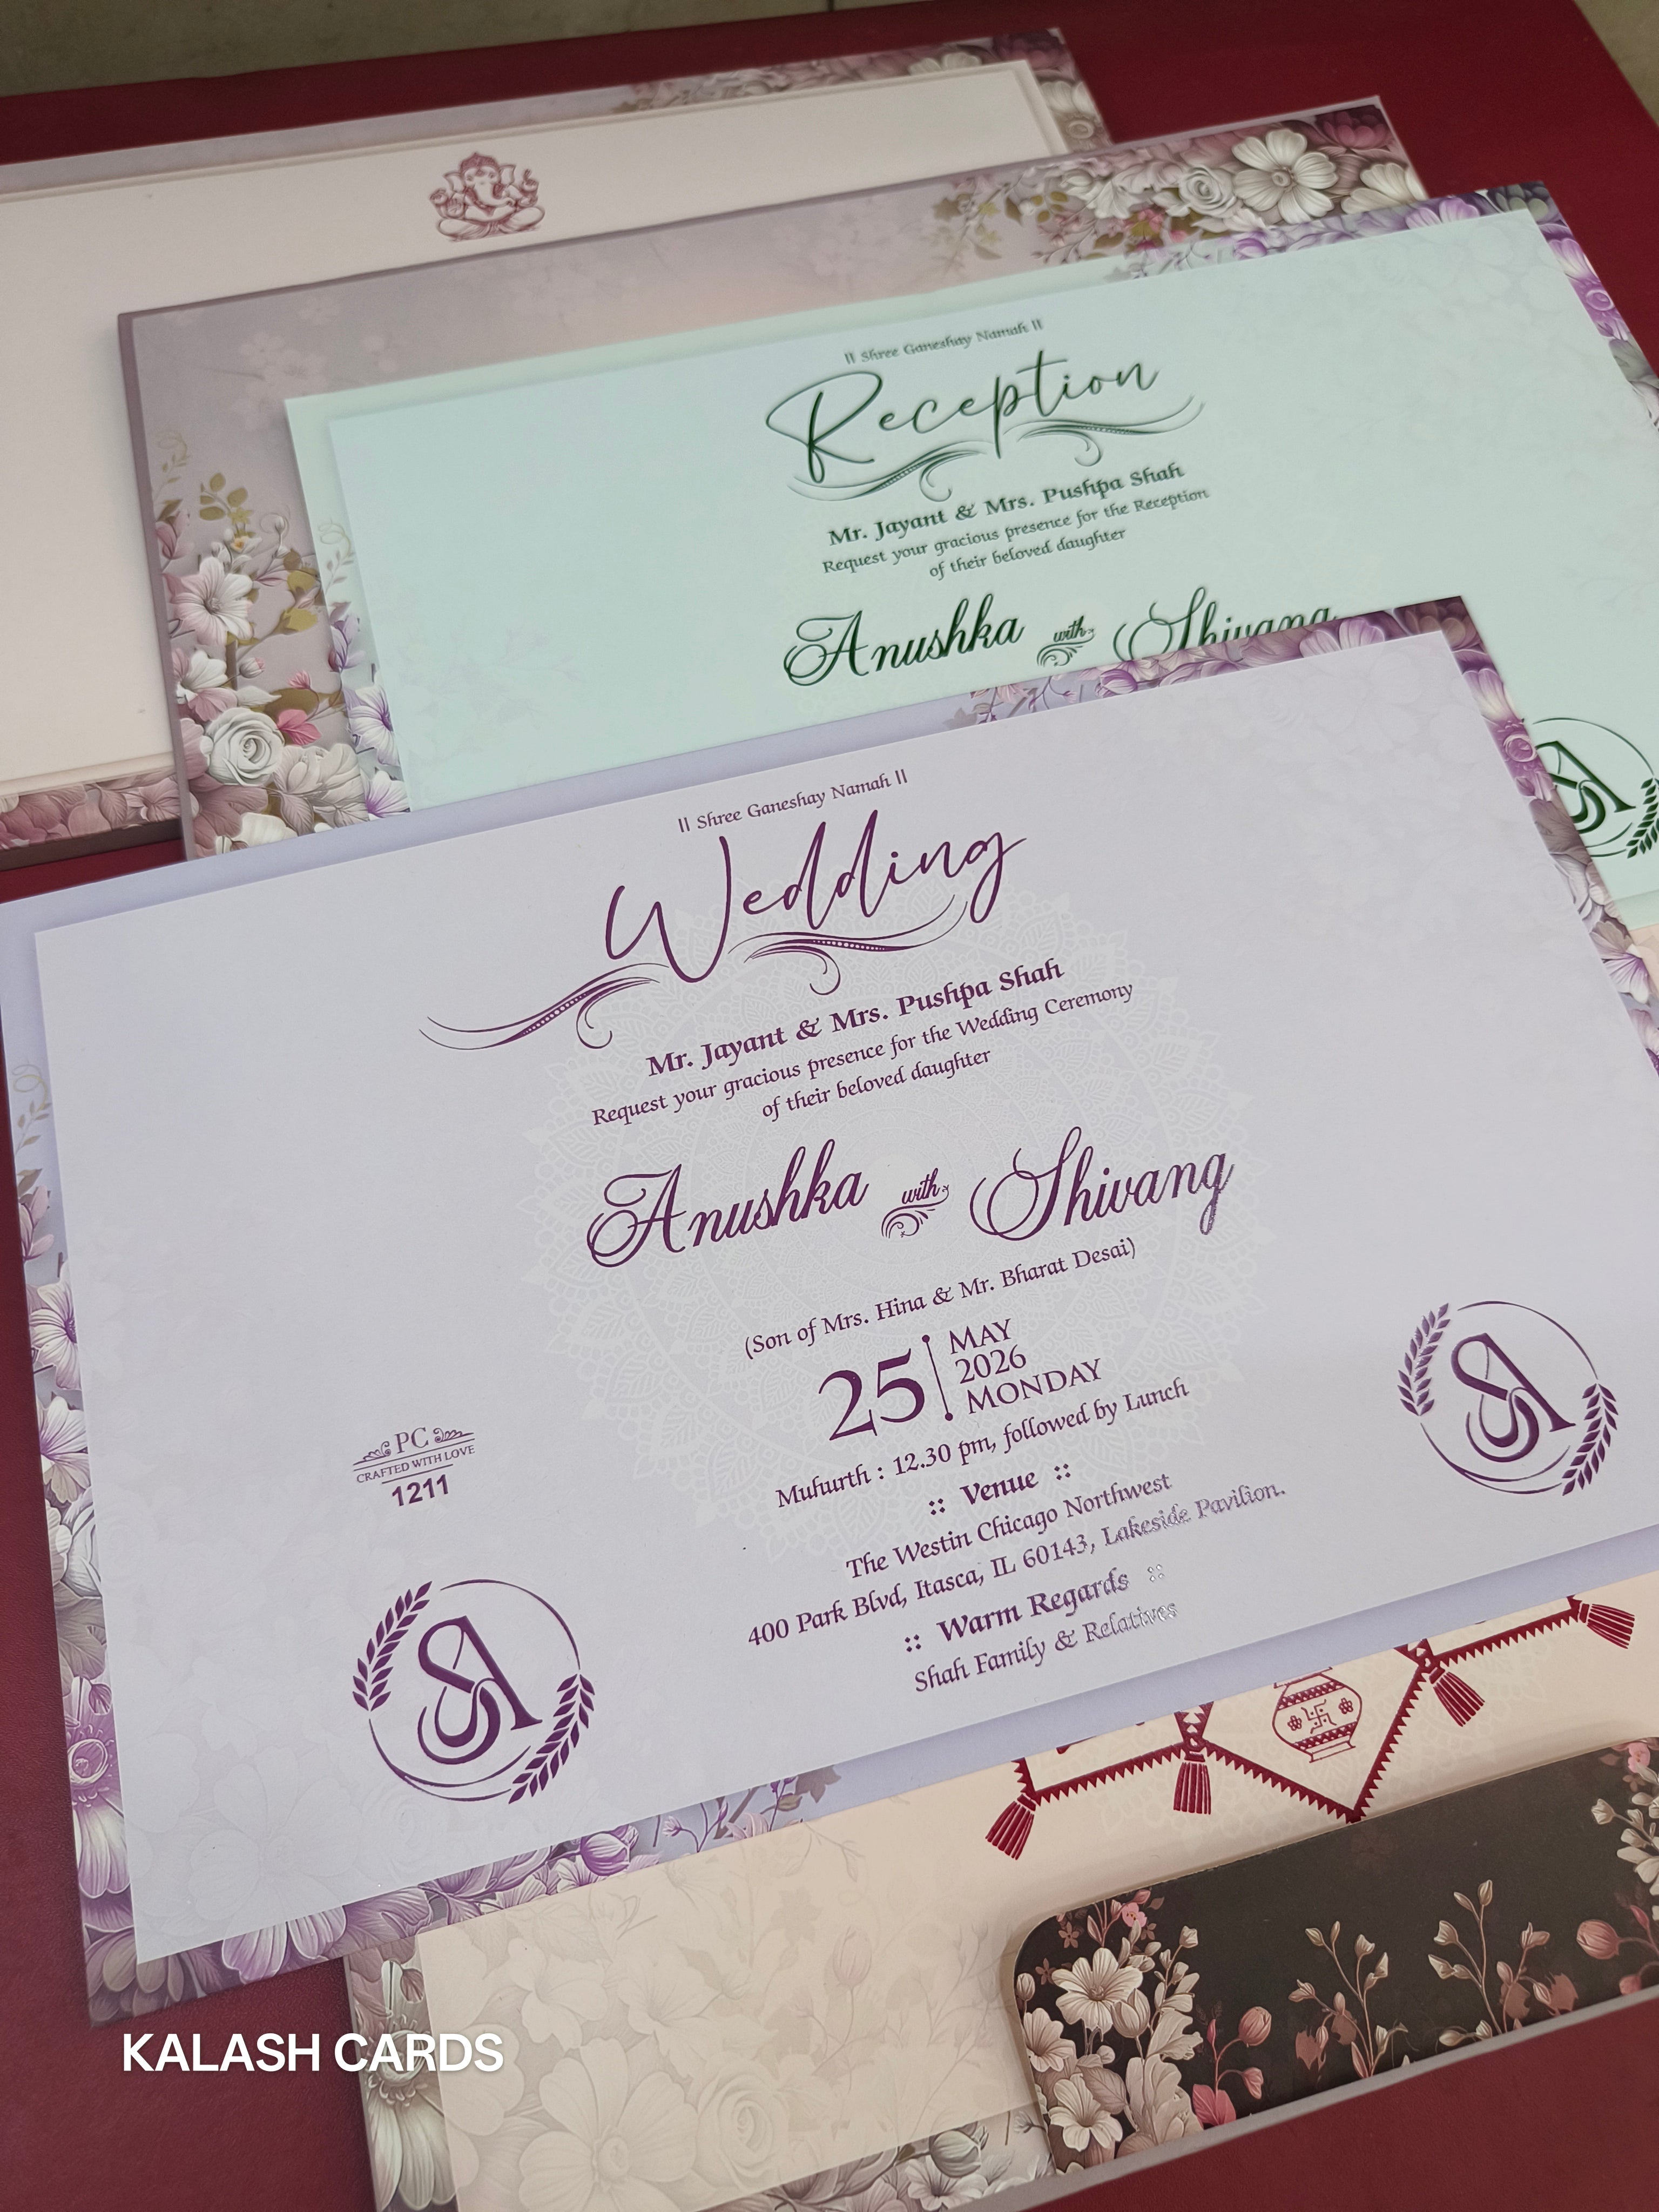 ॥ Shree Ganeshay Namah ॥
Reception
Mr. Jayant & Mrs. Pushpa Shah
Request your gracious presence for the Reception
of their beloved daughter
Anushka with Shivang
SA
॥ Shree Ganeshay Namah ॥
Wedding
Mr. Jayant & Mrs. Pushpa Shah
Request your gracious presence for the Wedding Ceremony
of their beloved daughter
Anushka with Shivang
(Son of Mrs. Hina & Mr. Bharat Desai)
25 MAY
2026
MONDAY
Muhurth : 12.30 pm, followed by Lunch
:: Venue ::
The Westin Chicago Northwest
400 Park Blvd, Itasca, IL 60143, Lakeside Pavilion.
:: Warm Regards ::
Shah Family & Relatives
PC
CRAFTED WITH LOVE
1211
SA
SA
KALASH CARDS